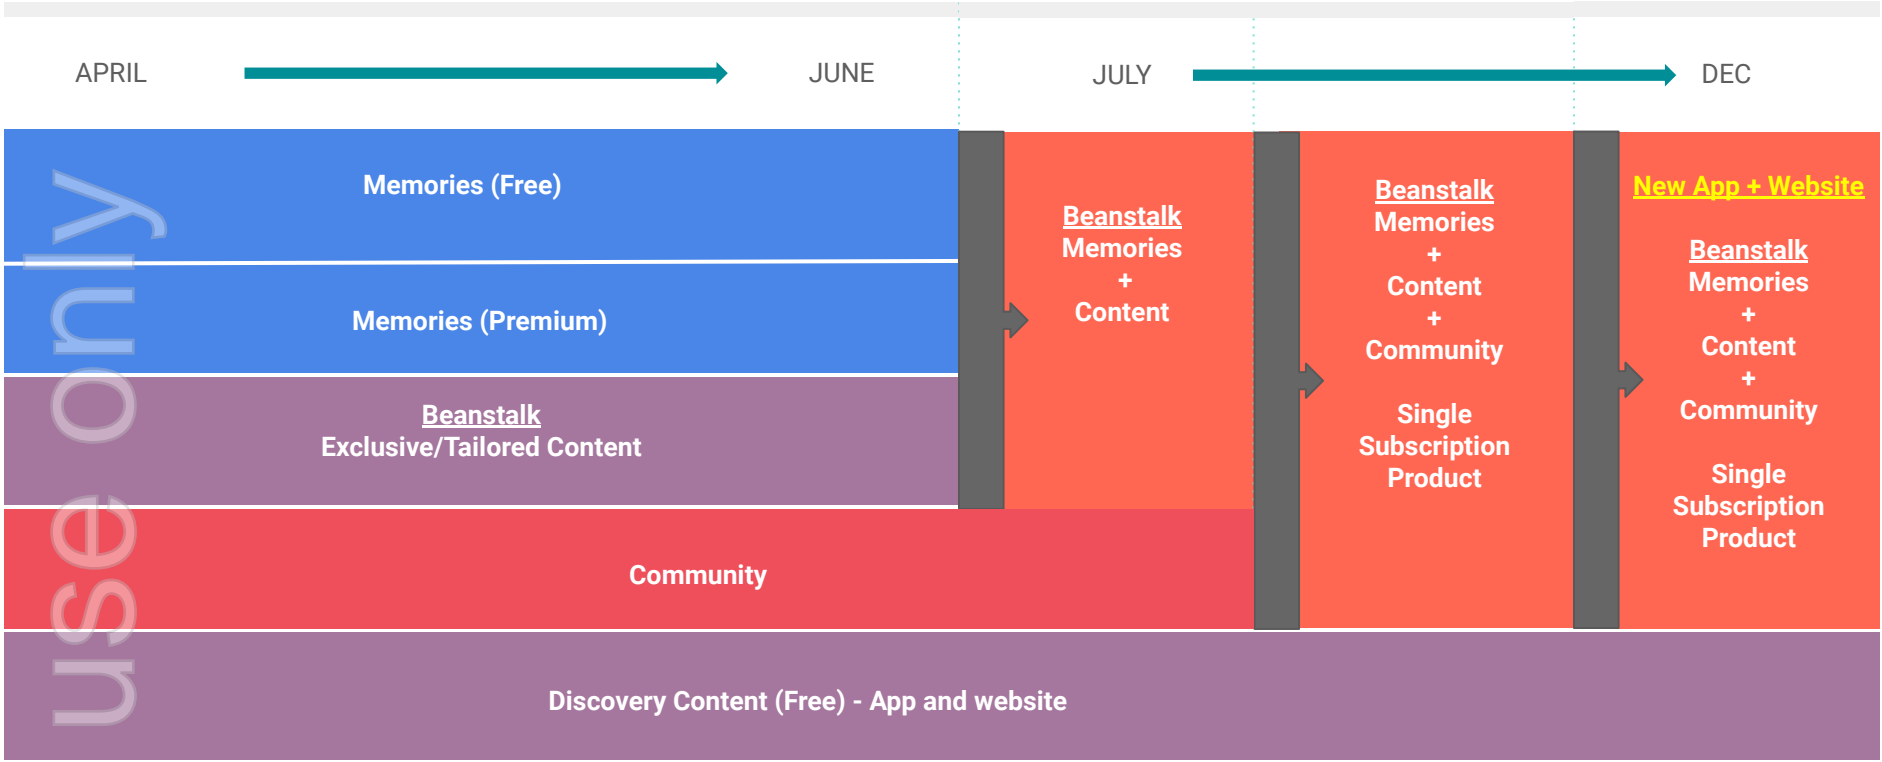 APRIL
JUNE
JULY
DEC
Memories (Free)
Memories (Premium)
Beanstalk
Exclusive/Tailored Content
Community
Discovery Content (Free) - App and website
Beanstalk
Memories
+
Content
Beanstalk
Memories
+
Content
+
Community
Single
Subscription
Product
New App + Website
Beanstalk
Memories
+
Content
+
Community
Single
Subscription
Product
use only